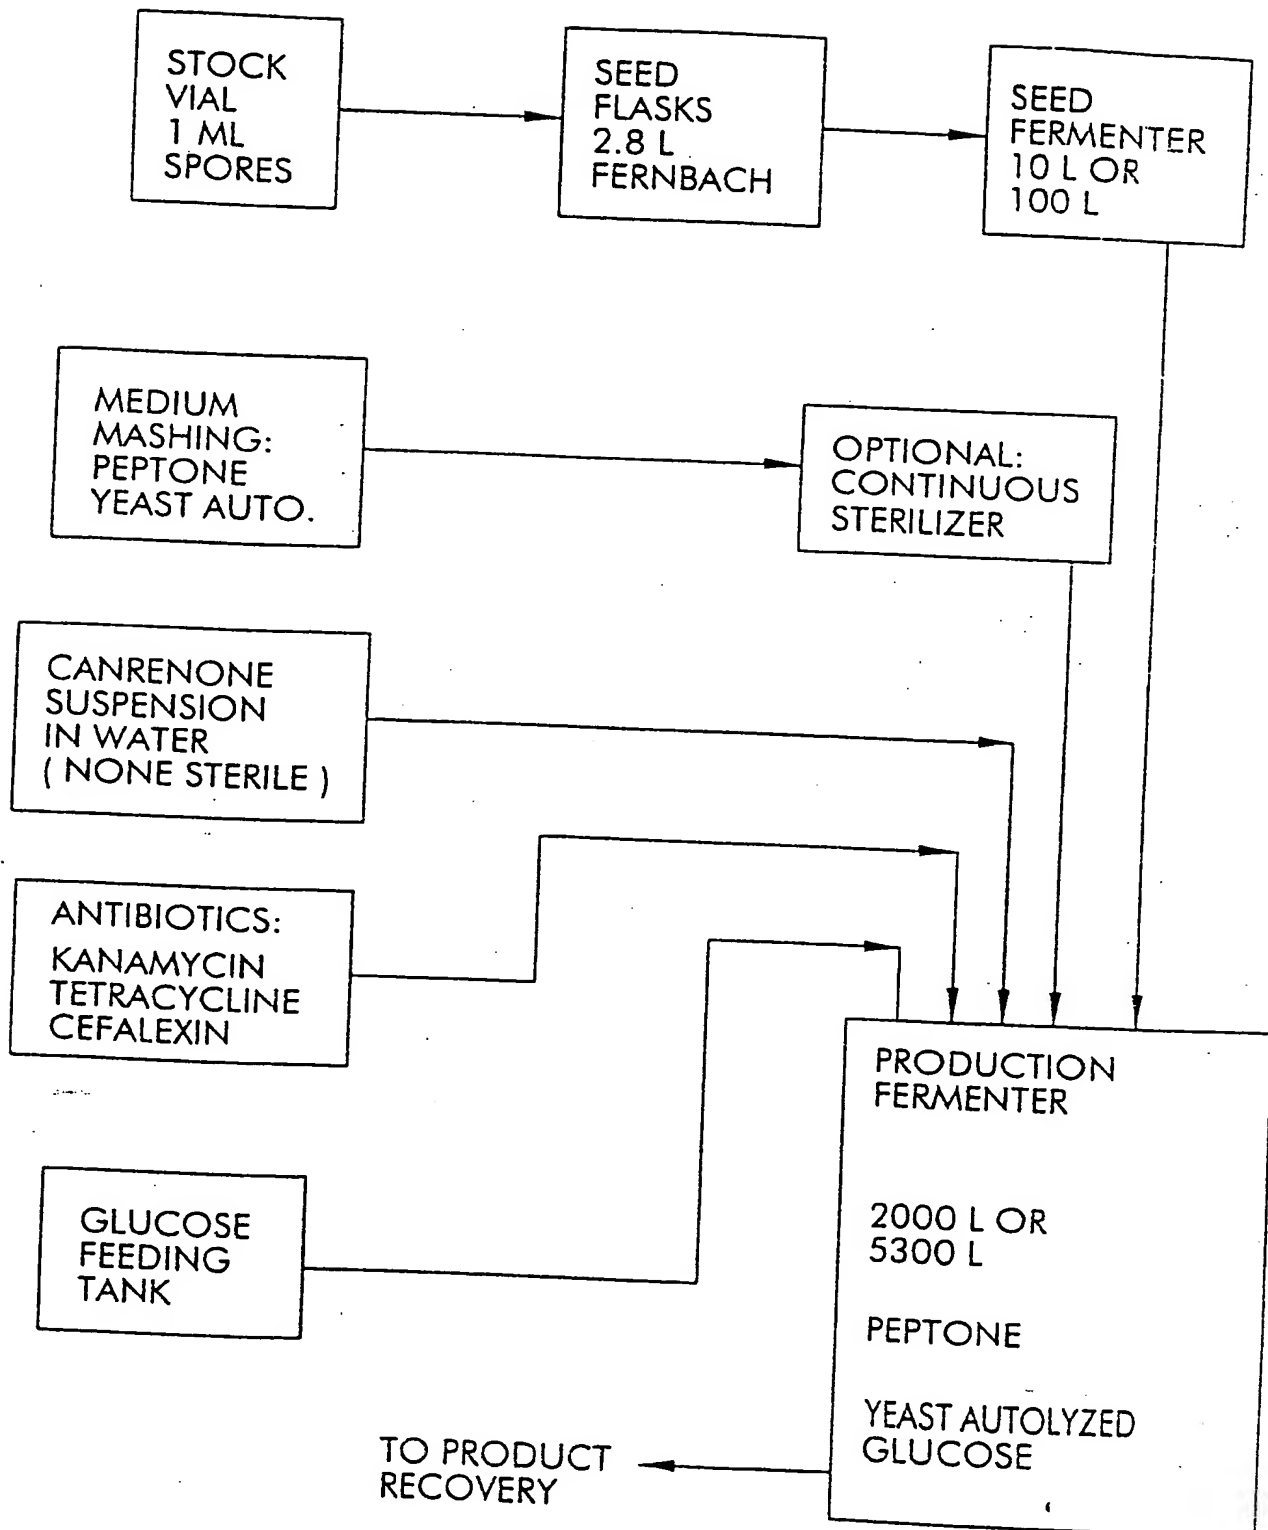 STOCK
VIAL
1 ML
SPORES
SEED
FLASKS
2.8 L
FERNBACH
SEED
FERMENTER
10 L OR
100 L
MEDIUM
MASHING:
PEPTONE
YEAST AUTO.
OPTIONAL:
CONTINUOUS
STERILIZER
CANRENONE
SUSPENSION
IN WATER
( NONE STERILE )
ANTIBIOTICS:
KANAMYCIN
TETRACYCLINE
CEFALEXIN
GLUCOSE
FEEDING
TANK
PRODUCTION
FERMENTER
2000 L OR
5300 L
PEPTONE
YEAST AUTOLYZED
GLUCOSE
TO PRODUCT
RECOVERY